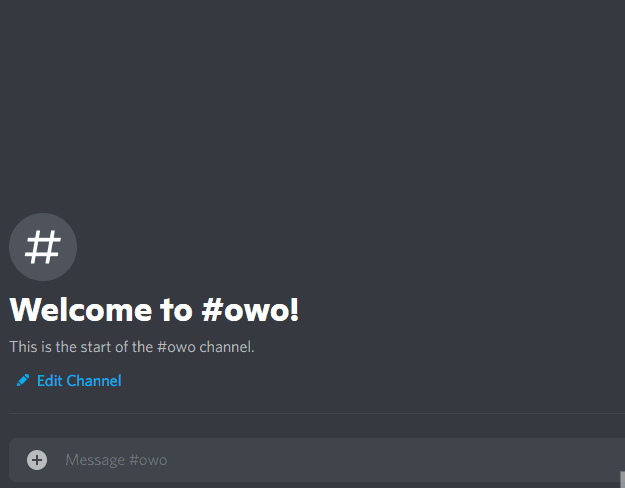 Welcome to #owo!
This is the start of the #owo channel.
Edit Channel
Message #owo